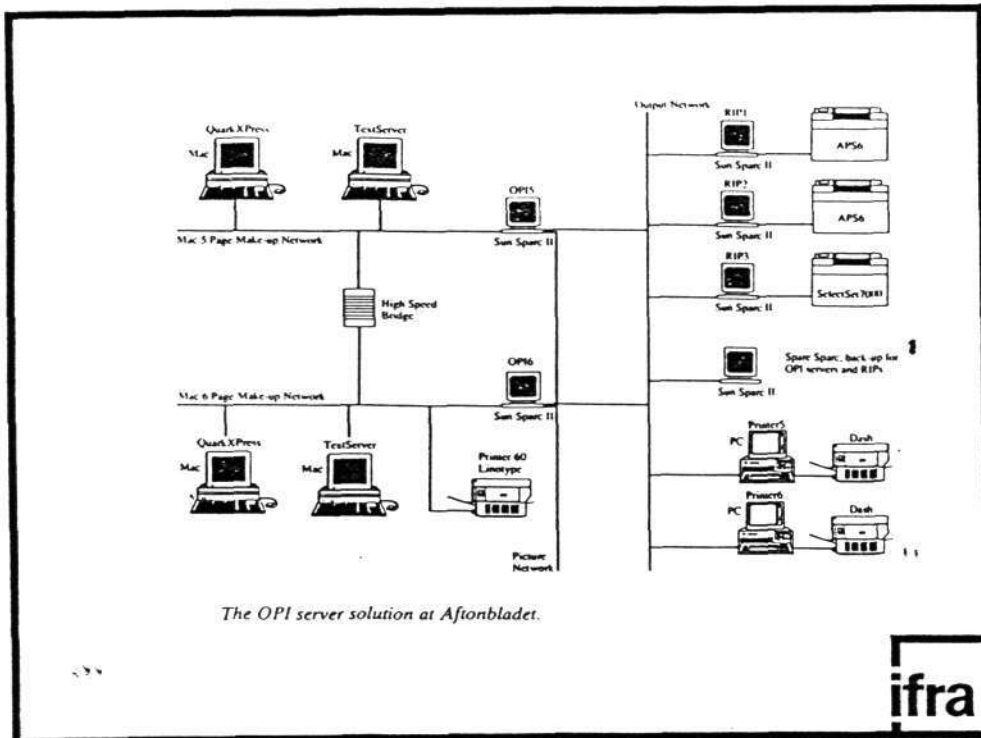 Output Network
QuarkXPress
Mac
TextServer
Mac
OPI5
Sun Sparc II
Mac 5 Page Make-up Network
High Speed
Bridge
OPI6
Sun Sparc II
Mac 6 Page Make-up Network
QuarkXPress
Mac
TextServer
Mac
Printer 60
Linotype
Picture
Network
RIP1
Sun Sparc II
APS6
RIP2
Sun Sparc II
APS6
RIP3
Sun Sparc II
SelectSet7000
Spare Sparc, back-up for
OPI servers and RIPs
Sun Sparc II
Printer5
PC
Dash
Printer6
PC
Dash
The OPI server solution at Aftonbladet.
ifra